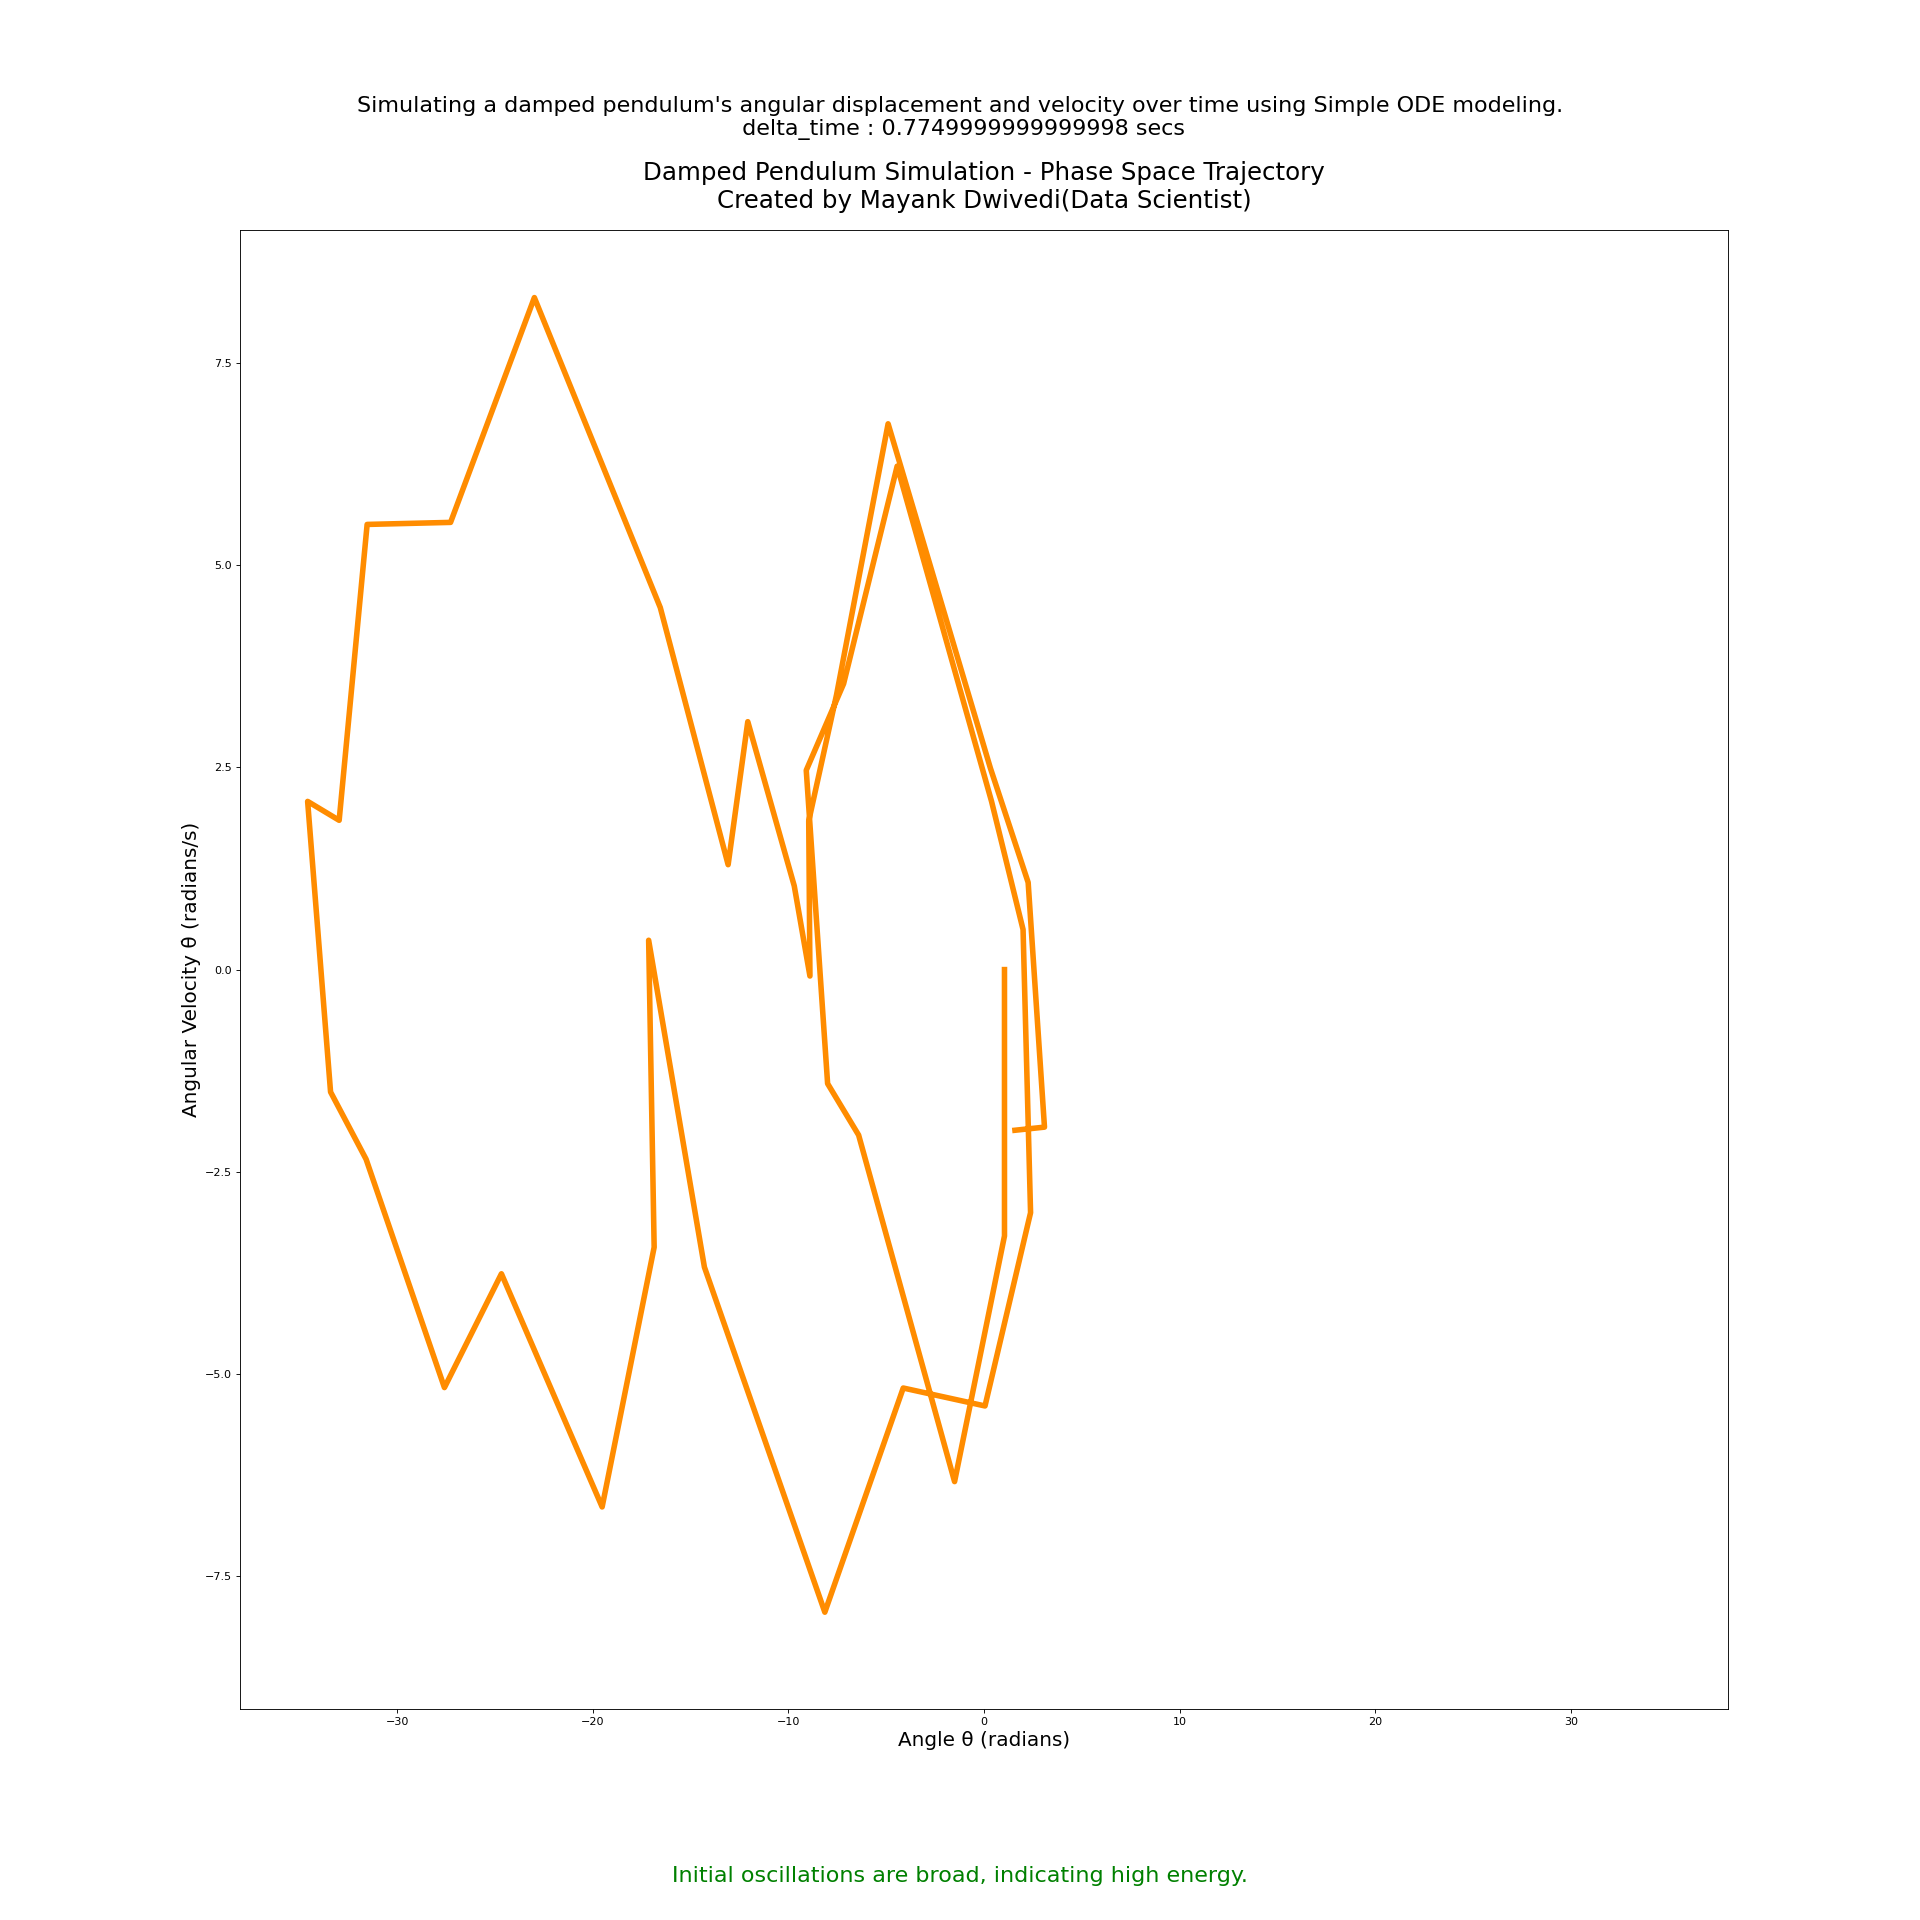 Simulating a damped pendulum's angular displacement and velocity over time using Simple ODE modeling.
delta_time : 0.7749999999999998 secs
Damped Pendulum Simulation - Phase Space Trajectory
Created by Mayank Dwivedi(Data Scientist)
Angular Velocity θ (radians/s)
7.5
5.0
2.5
0.0
−2.5
−5.0
−7.5
−30
−20
−10
0
10
20
30
Angle θ (radians)
Initial oscillations are broad, indicating high energy.